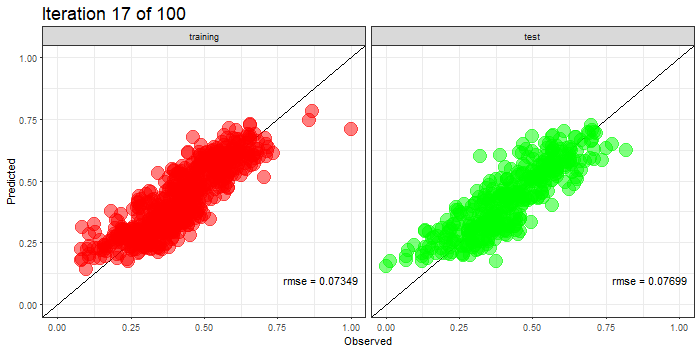 Iteration 17 of 100
training
test
1.00
0.75
0.50
0.25
0.00
Predicted
rmse = 0.07349
rmse = 0.07699
0.00 0.25 0.50 0.75 1.00
0.00 0.25 0.50 0.75 1.00
Observed